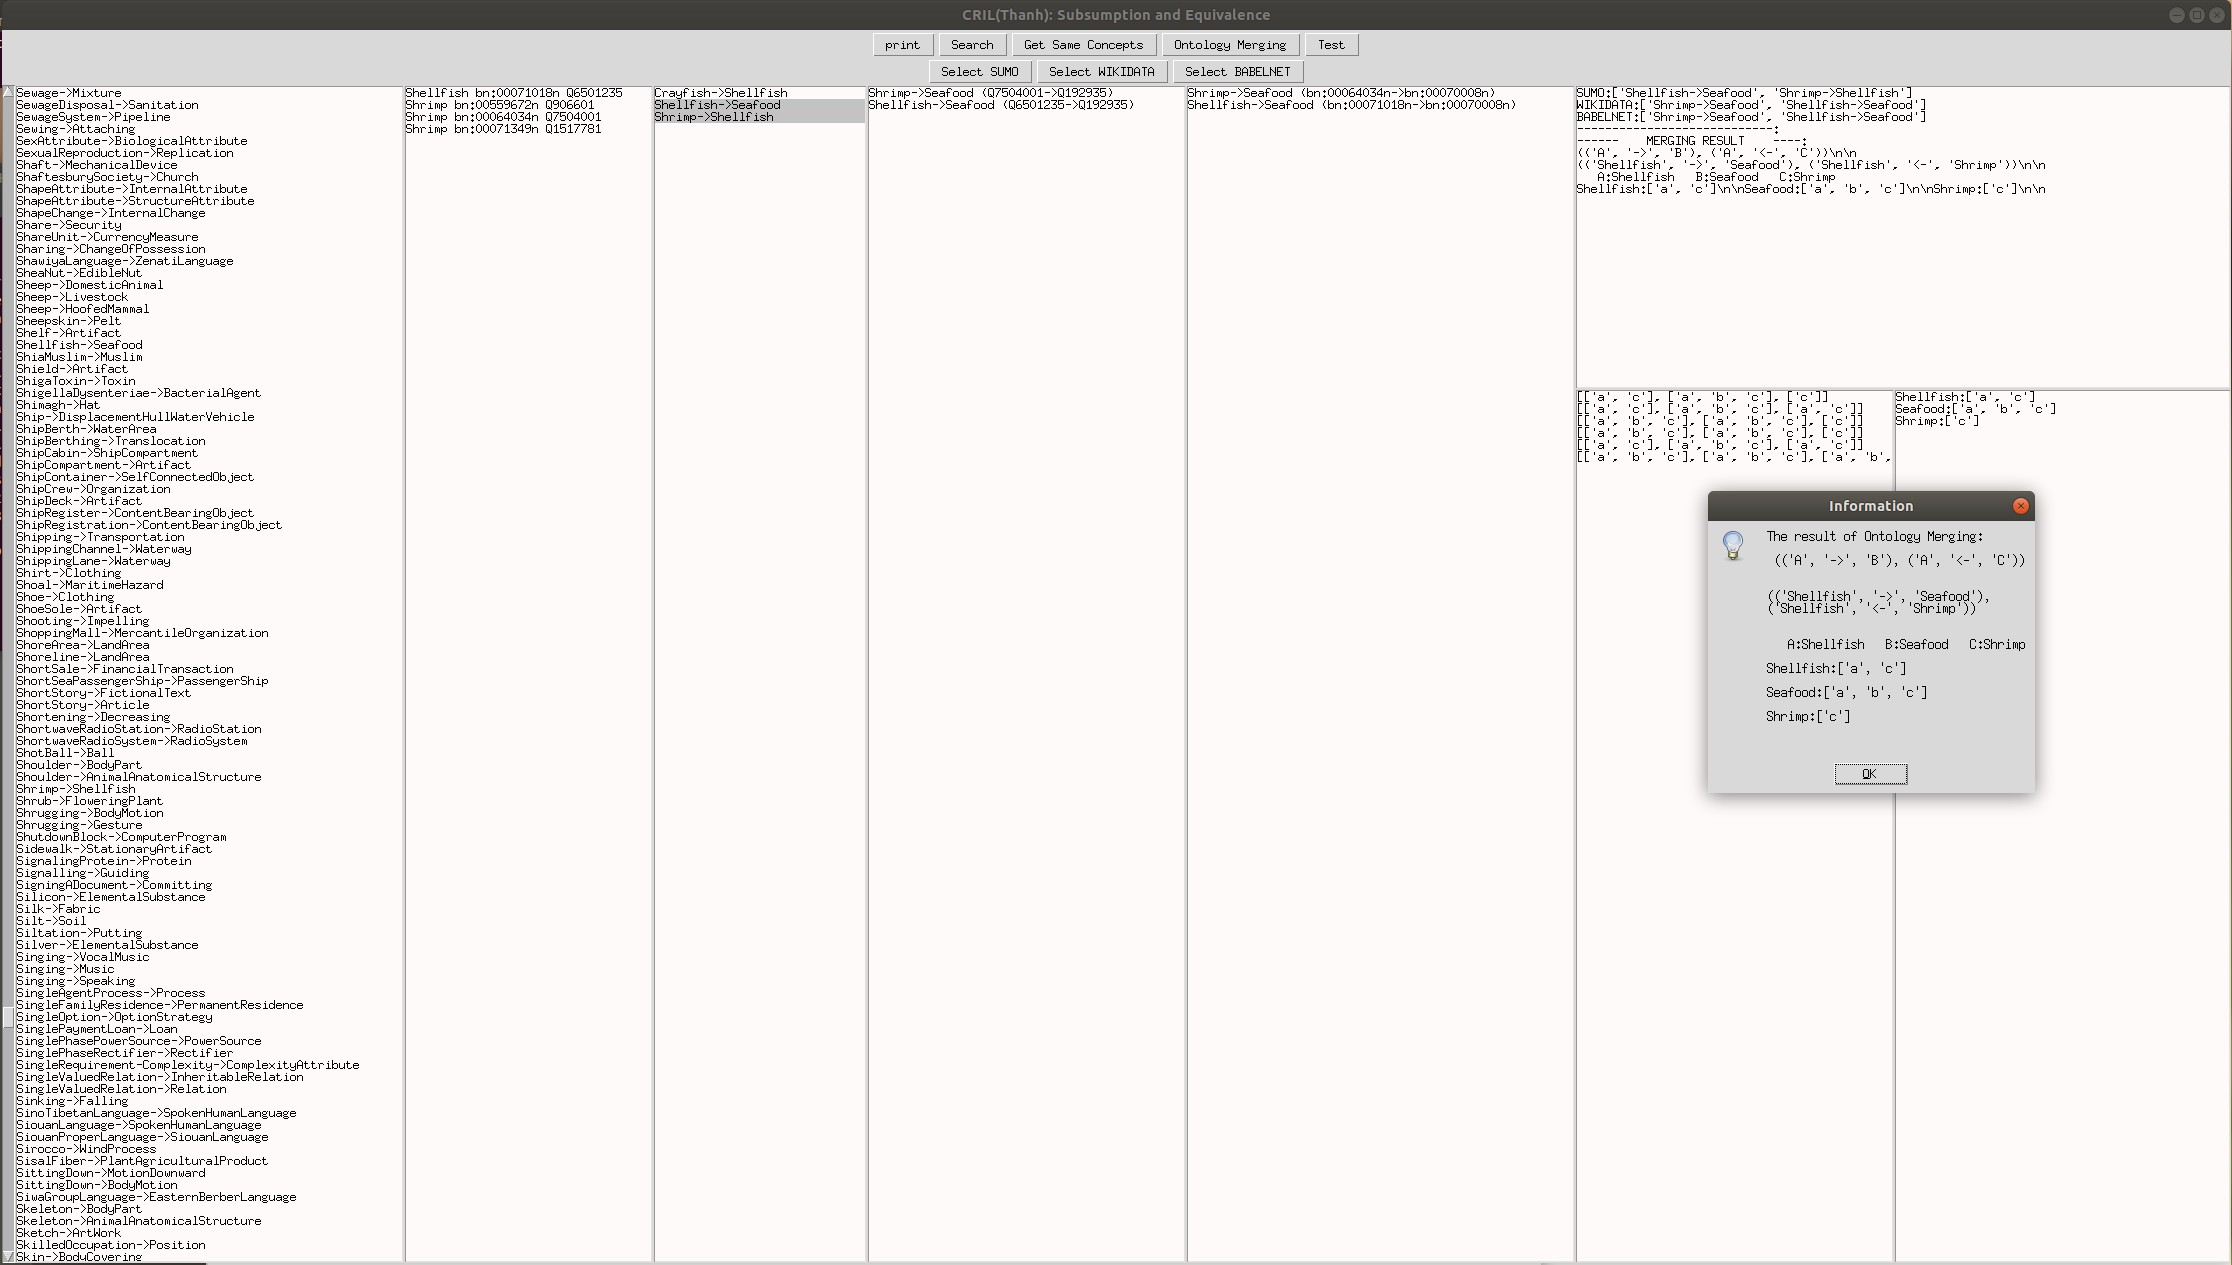 CRIL(Thanh): Subsumption and Equivalence
print Search Get Same Concepts Ontology Merging Test
Select SUMO Select WIKIDATA Select BABELNET
Sewage->Mixture
SewageDisposal->Sanitation
SewageSystem->Pipeline
Sewing->Attaching
SexAttribute->BiologicalAttribute
SexualReproduction->Replication
Shaft->MechanicalDevice
ShaftesburySociety->Church
ShapeAttribute->InternalAttribute
ShapeAttribute->StructureAttribute
ShapeChange->InternalChange
Share->Security
ShareUnit->CurrencyMeasure
Sharing->ChangeOfPossession
ShawiyaLanguage->ZenatiLanguage
SheaNut->EdibleNut
Sheep->DomesticAnimal
Sheep->Livestock
Sheep->HoofedMammal
Sheepskin->Pelt
Shelf->Artifact
Shellfish->Seafood
ShiaMuslim->Muslim
Shield->Artifact
ShigaToxin->Toxin
ShigellaDysenteriae->BacterialAgent
Shimagh->Hat
Ship->DisplacementHullWaterVehicle
ShipBerth->WaterArea
ShipBerthing->Translocation
ShipCabin->ShipCompartment
ShipCompartment->Artifact
ShipContainer->SelfConnectedObject
ShipCrew->Organization
ShipDeck->Artifact
ShipRegister->ContentBearingObject
ShipRegistration->ContentBearingObject
Shipping->Transportation
ShippingChannel->Waterway
ShippingLane->Waterway
Shirt->Clothing
Shoal->MaritimeHazard
Shoe->Clothing
ShoeSole->Artifact
Shooting->Impelling
ShoppingMall->MercantileOrganization
ShoreArea->LandArea
Shoreline->LandArea
ShortSale->FinancialTransaction
ShortSeaPassengerShip->PassengerShip
ShortStory->FictionalText
ShortStory->Article
Shortening->Decreasing
ShortwaveRadioStation->RadioStation
ShortwaveRadioSystem->RadioSystem
ShotBall->Ball
Shoulder->BodyPart
Shoulder->AnimalAnatomicalStructure
Shrimp->Shellfish
Shrub->FloweringPlant
Shrugging->BodyMotion
Shrugging->Gesture
ShutdownBlock->ComputerProgram
Sidewalk->StationaryArtifact
SignalingProtein->Protein
Signalling->Guiding
SigningADocument->Committing
Silicon->ElementalSubstance
Silk->Fabric
Silt->Soil
Siltation->Putting
Silver->ElementalSubstance
Singing->VocalMusic
Singing->Music
Singing->Speaking
SingleAgentProcess->Process
SingleFamilyResidence->PermanentResidence
SingleOption->OptionStrategy
SinglePaymentLoan->Loan
SinglePhasePowerSource->PowerSource
SinglePhaseRectifier->Rectifier
SingleRequirement-Complexity->ComplexityAttribute
SingleValuedRelation->InheritableRelation
SingleValuedRelation->Relation
Sinking->Falling
SinoTibetanLanguage->SpokenHumanLanguage
SiouanLanguage->SpokenHumanLanguage
SiouanProperLanguage->SiouanLanguage
Sirocco->WindProcess
SisalFiber->PlantAgriculturalProduct
SittingDown->MotionDownward
SittingDown->BodyMotion
SiwaGroupLanguage->EasternBerberLanguage
Skeleton->BodyPart
Skeleton->AnimalAnatomicalStructure
Sketch->ArtWork
SkilledOccupation->Position
Skin->BodyCovering
Shellfish bn:00071018n Q6501235
Shrimp bn:00559672n Q906601
Shrimp bn:00064034n Q7504001
Shrimp bn:00071349n Q1517781
Crayfish->Shellfish
Shellfish->Seafood
Shrimp->Shellfish
Shrimp->Seafood (Q7504001->Q192935)
Shellfish->Seafood (Q6501235->Q192935)
Shrimp->Seafood (bn:00064034n->bn:00070008n)
Shellfish->Seafood (bn:00071018n->bn:00070008n)
SUMO:['Shellfish->Seafood', 'Shrimp->Shellfish']
WIKIDATA:['Shrimp->Seafood', 'Shellfish->Seafood']
BABELNET:['Shrimp->Seafood', 'Shellfish->Seafood']
----------------------------:
------ MERGING RESULT ----:
(('A', '->', 'B'), ('A', '<-', 'C'))\n\n
(('Shellfish', '->', 'Seafood'), ('Shellfish', '<-', 'Shrimp'))\n\n
A:Shellfish B:Seafood C:Shrimp
Shellfish:['a', 'c']\n\nSeafood:['a', 'b', 'c']\n\nShrimp:['c']\n\n
[['a', 'c'], ['a', 'b', 'c'], ['c']]
[['a', 'c'], ['a', 'b', 'c'], ['a', 'c']]
[['a', 'b', 'c'], ['a', 'b', 'c'], ['c']]
[['a', 'b', 'c'], ['a', 'b', 'c'], ['c']]
[['a', 'c'], ['a', 'b', 'c'], ['a', 'c']]
[['a', 'b', 'c'], ['a', 'b', 'c'], ['a', 'b',
Shellfish:['a', 'c']
Seafood:['a', 'b', 'c']
Shrimp:['c']
Information
The result of Ontology Merging:
(('A', '->', 'B'), ('A', '<-', 'C'))
(('Shellfish', '->', 'Seafood'),
('Shellfish', '<-', 'Shrimp'))
A:Shellfish B:Seafood C:Shrimp
Shellfish:['a', 'c']
Seafood:['a', 'b', 'c']
Shrimp:['c']
OK